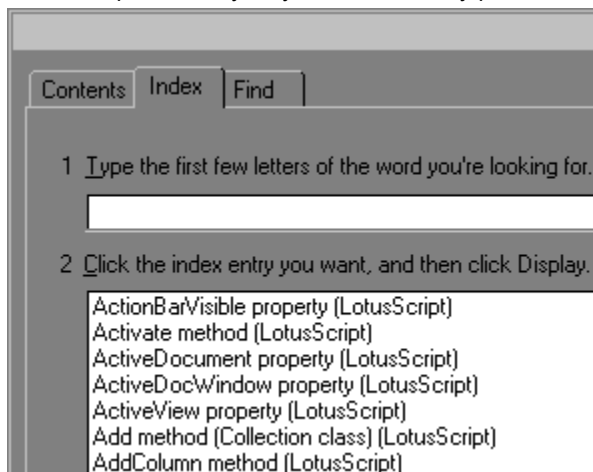 Contents Index Find
1 Type the first few letters of the word you're looking for.
2 Click the index entry you want, and then click Display.
ActionBarVisible property (LotusScript)
Activate method (LotusScript)
ActiveDocument property (LotusScript)
ActiveDocWindow property (LotusScript)
ActiveView property (LotusScript)
Add method (Collection class) (LotusScript)
AddColumn method (LotusScript)